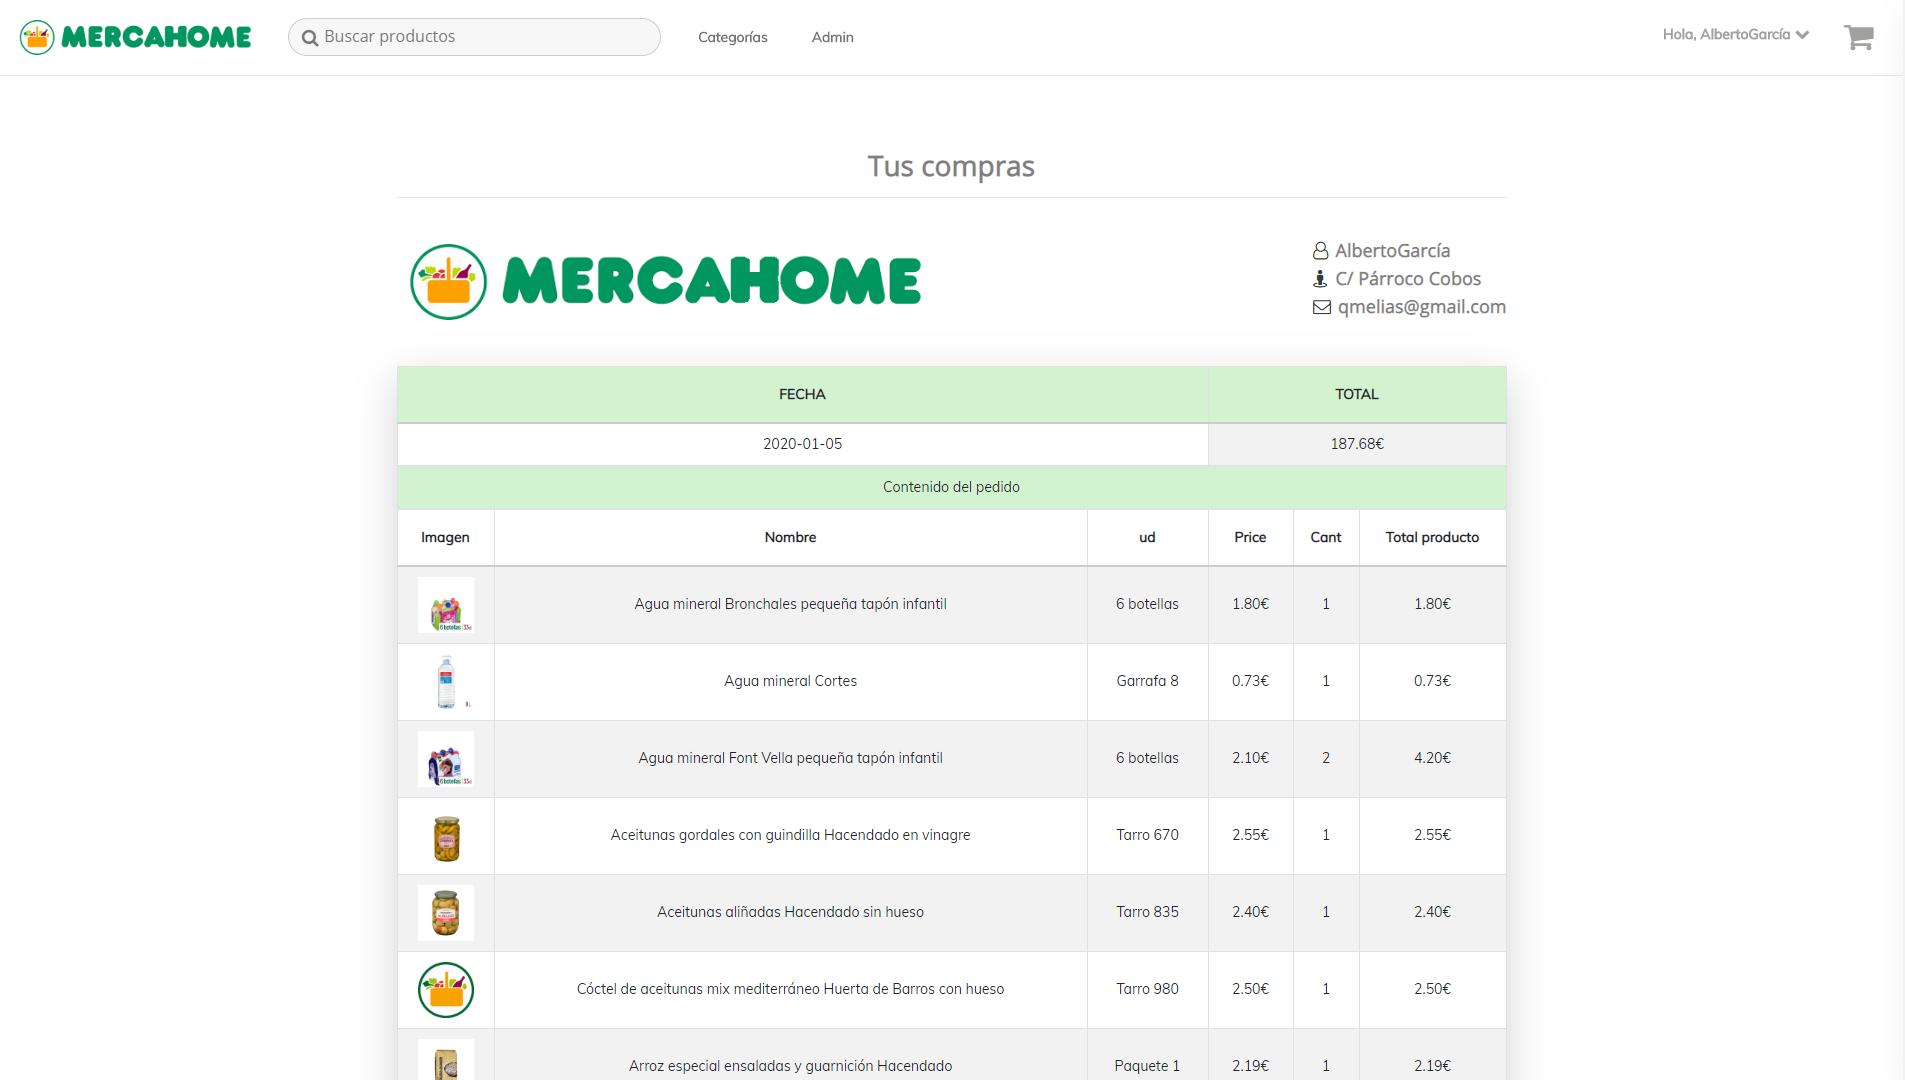 MERCAHOME Buscar productos Categorías Admin Hola, AlbertoGarcía
Tus compras
MERCAHOME
AlbertoGarcía
C/ Párroco Cobos
qmelias@gmail.com
FECHA TOTAL
2020-01-05 187.68€
Contenido del pedido
Imagen Nombre ud Price Cant Total producto
Agua mineral Bronchales pequeña tapón infantil 6 botellas 1.80€ 1 1.80€
6 botellas
Agua mineral Cortes Garrafa 8 0.73€ 1 0.73€
Agua mineral Font Vella pequeña tapón infantil 6 botellas 2.10€ 2 4.20€
6 botellas
Aceitunas gordales con guindilla Hacendado en vinagre Tarro 670 2.55€ 1 2.55€
Aceitunas aliñadas Hacendado sin hueso Tarro 835 2.40€ 1 2.40€
Cóctel de aceitunas mix mediterráneo Huerta de Barros con hueso Tarro 980 2.50€ 1 2.50€
Arroz especial ensaladas y guarnición Hacendado Paquete 1 2.19€ 1 2.19€